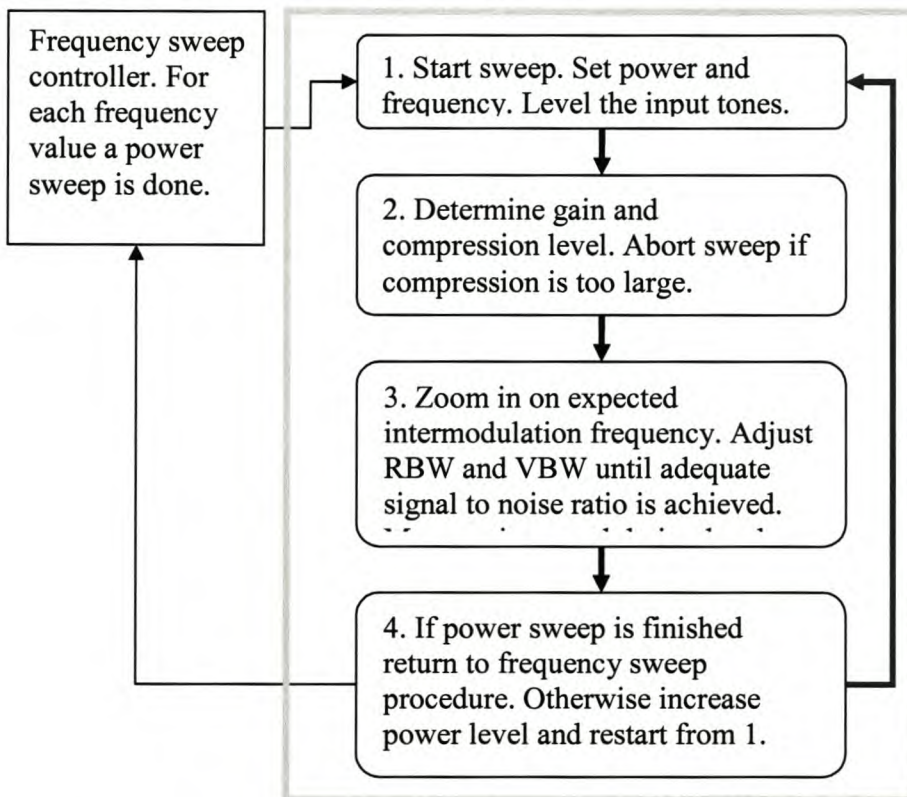 Frequency sweep
controller. For
each frequency
value a power
sweep is done.
1. Start sweep. Set power and
frequency. Level the input tones.
2. Determine gain and
compression level. Abort sweep if
compression is too large.
3. Zoom in on expected
intermodulation frequency. Adjust
RBW and VBW until adequate
signal to noise ratio is achieved.
4. If power sweep is finished
return to frequency sweep
procedure. Otherwise increase
power level and restart from 1.